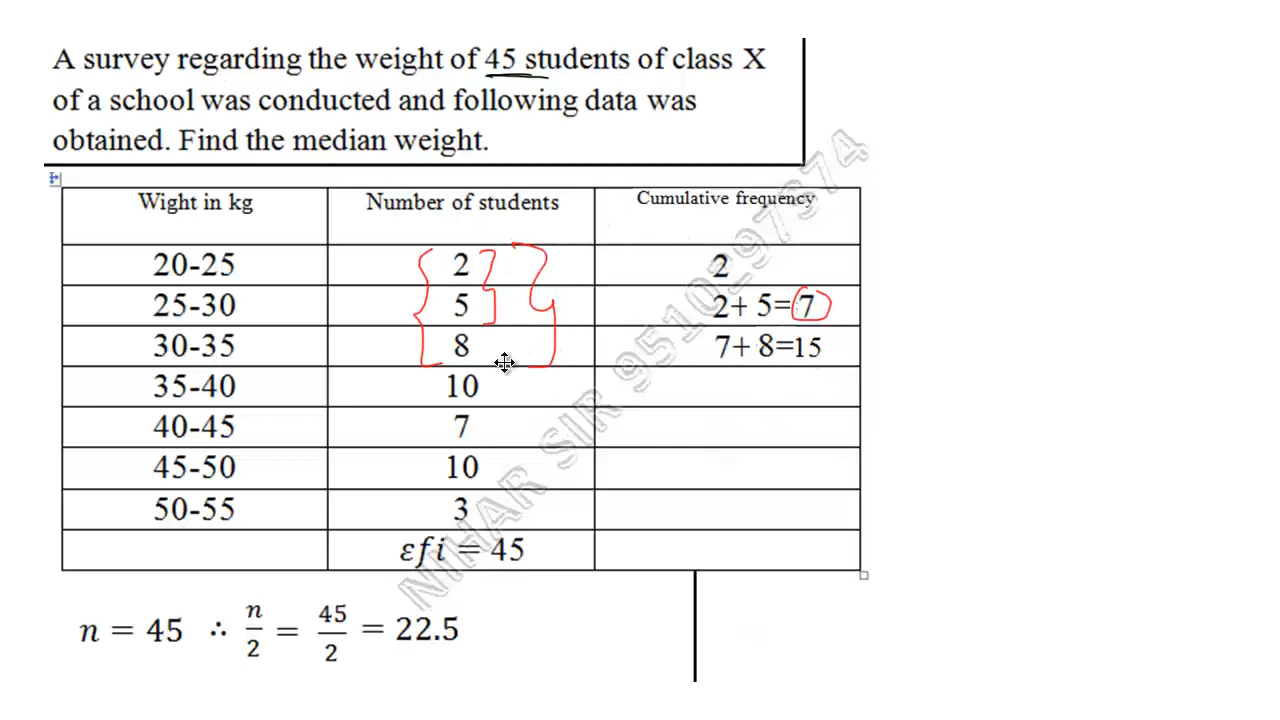 A survey regarding the weight of 45 students of class X
of a school was conducted and following data was
obtained. Find the median weight.
Wight in kg Number of students Cumulative frequency
20-25 2 2
25-30 5 2+ 5=7
30-35 8 7+ 8=15
35-40 10
40-45 7
45-50 10
50-55 3
εfi = 45
n = 45 ∴ n/2 = 45/2 = 22.5
NIHAR SIR 9510297974